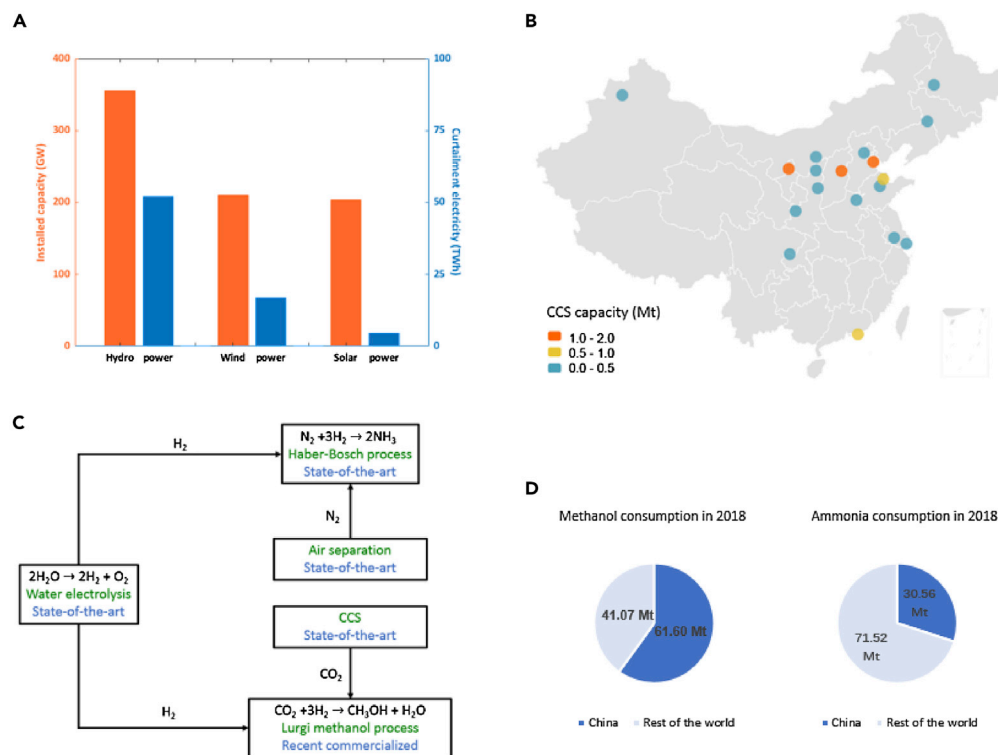 A
Installed capacity (GW)
400
300
200
100
0
Hydro power
Wind power
Solar power
100
75
50
25
0
Curtailment electricity (TWh)
B
CCS capacity (Mt)
1.0 - 2.0
0.5 - 1.0
0.0 - 0.5
C
H₂
N₂ +3H₂ → 2NH₃
Haber-Bosch process
State-of-the-art
N₂
Air separation
State-of-the-art
2H₂O → 2H₂ + O₂
Water electrolysis
State-of-the-art
CCS
State-of-the-art
CO₂
H₂
CO₂ +3H₂ → CH₃OH + H₂O
Lurgi methanol process
Recent commercialized
D
Methanol consumption in 2018
41.07 Mt
61.60 Mt
China
Rest of the world
Ammonia consumption in 2018
30.56
Mt
71.52
Mt
China
Rest of the world